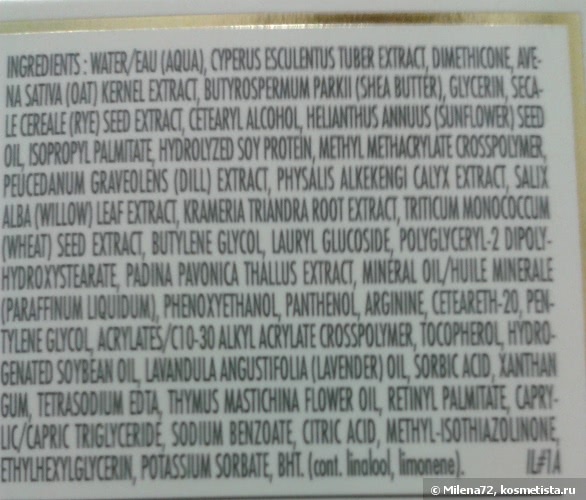 INGREDIENTS : WATER/EAU (AQUA), CYPERUS ESCULENTUS TUBER EXTRACT, DIMETHICONE, AVE-
NA SATIVA (OAT) KERNEL EXTRACT, BUTYROSPERMUM PARKII (SHEA BUTTER), GLYCERIN, SECA-
LE CEREALE (RYE) SEED EXTRACT, CETEARYL ALCOHOL, HELIANTHUS ANNUUS (SUNFLOWER) SEED
OIL, ISOPROPYL PALMITATE, HYDROLYZED SOY PROTEIN, METHYL METHACRYLATE CROSSPOLYMER,
PEUCEDANUM GRAVEOLENS (DILL) EXTRACT, PHYSALIS ALKEKENGI CALYX EXTRACT, SALIX
ALBA (WILLOW) LEAF EXTRACT, KRAMERIA TRIANDRA ROOT EXTRACT, TRITICUM MONOCOCCUM
(WHEAT) SEED EXTRACT, BUTYLENE GLYCOL, LAURYL GLUCOSIDE, POLYGLYCERYL-2 DIPOLY-
HYDROXYSTEARATE, PADINA PAVONICA THALLUS EXTRACT, MINERAL OIL/HUILE MINERALE
(PARAFFINUM LIQUIDUM), PHENOXYETHANOL, PANTHENOL, ARGININE, CETEARETH-20, PEN-
TYLENE GLYCOL, ACRYLATES/C10-30 ALKYL ACRYLATE CROSSPOLYMER, TOCOPHEROL, HYDRO-
GENATED SOYBEAN OIL, LAVANDULA ANGUSTIFOLIA (LAVENDER) OIL, SORBIC ACID, XANTHAN
GUM, TETRASODIUM EDTA, THYMUS MASTICHINA FLOWER OIL, RETINYL PALMITATE, CAPRY-
LIC/CAPRIC TRIGLYCERIDE, SODIUM BENZOATE, CITRIC ACID, METHYL-ISOTHIAZOLINONE,
ETHYLHEXYLGLYCERIN, POTASSIUM SORBATE, BHT. (cont. linalool, limonene). IL#1A
© Milena72, kosmetista.ru